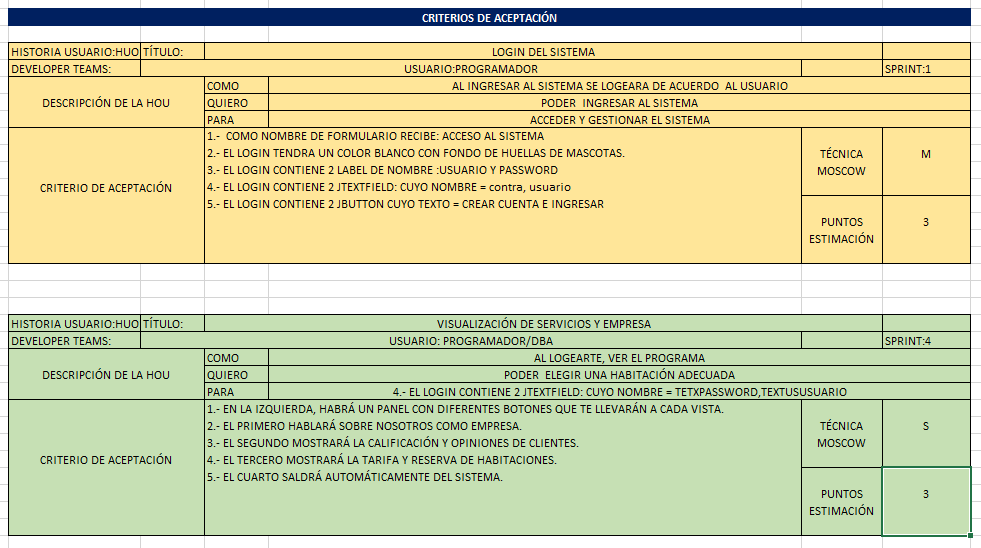 CRITERIOS DE ACEPTACIÓN
HISTORIA USUARIO:HUO TÍTULO: LOGIN DEL SISTEMA
DEVELOPER TEAMS: USUARIO:PROGRAMADOR SPRINT:1
DESCRIPCIÓN DE LA HOU
COMO AL INGRESAR AL SISTEMA SE LOGEARA DE ACUERDO AL USUARIO
QUIERO PODER INGRESAR AL SISTEMA
PARA ACCEDER Y GESTIONAR EL SISTEMA
CRITERIO DE ACEPTACIÓN
1.- COMO NOMBRE DE FORMULARIO RECIBE: ACCESO AL SISTEMA
2.- EL LOGIN TENDRA UN COLOR BLANCO CON FONDO DE HUELLAS DE MASCOTAS.
3.- EL LOGIN CONTIENE 2 LABEL DE NOMBRE :USUARIO Y PASSWORD
4.- EL LOGIN CONTIENE 2 JTEXTFIELD: CUYO NOMBRE = contra, usuario
5.- EL LOGIN CONTIENE 2 JBUTTON CUYO TEXTO = CREAR CUENTA E INGRESAR
TÉCNICA
MOSCOW
M
PUNTOS
ESTIMACIÓN
3
HISTORIA USUARIO:HUO TÍTULO: VISUALIZACIÓN DE SERVICIOS Y EMPRESA
DEVELOPER TEAMS: USUARIO: PROGRAMADOR/DBA SPRINT:4
DESCRIPCIÓN DE LA HOU
COMO AL LOGEARTE, VER EL PROGRAMA
QUIERO PODER ELEGIR UNA HABITACIÓN ADECUADA
PARA 4.- EL LOGIN CONTIENE 2 JTEXTFIELD: CUYO NOMBRE = TETXPASSWORD,TEXTUSUSUARIO
CRITERIO DE ACEPTACIÓN
1.- EN LA IZQUIERDA, HABRÁ UN PANEL CON DIFERENTES BOTONES QUE TE LLEVARÁN A CADA VISTA.
2.- EL PRIMERO HABLARÁ SOBRE NOSOTROS COMO EMPRESA.
3.- EL SEGUNDO MOSTRARÁ LA CALIFICACIÓN Y OPINIONES DE CLIENTES.
4.- EL TERCERO MOSTRARÁ LA TARIFA Y RESERVA DE HABITACIONES.
5.- EL CUARTO SALDRÁ AUTOMÁTICAMENTE DEL SISTEMA.
TÉCNICA
MOSCOW
S
PUNTOS
ESTIMACIÓN
3